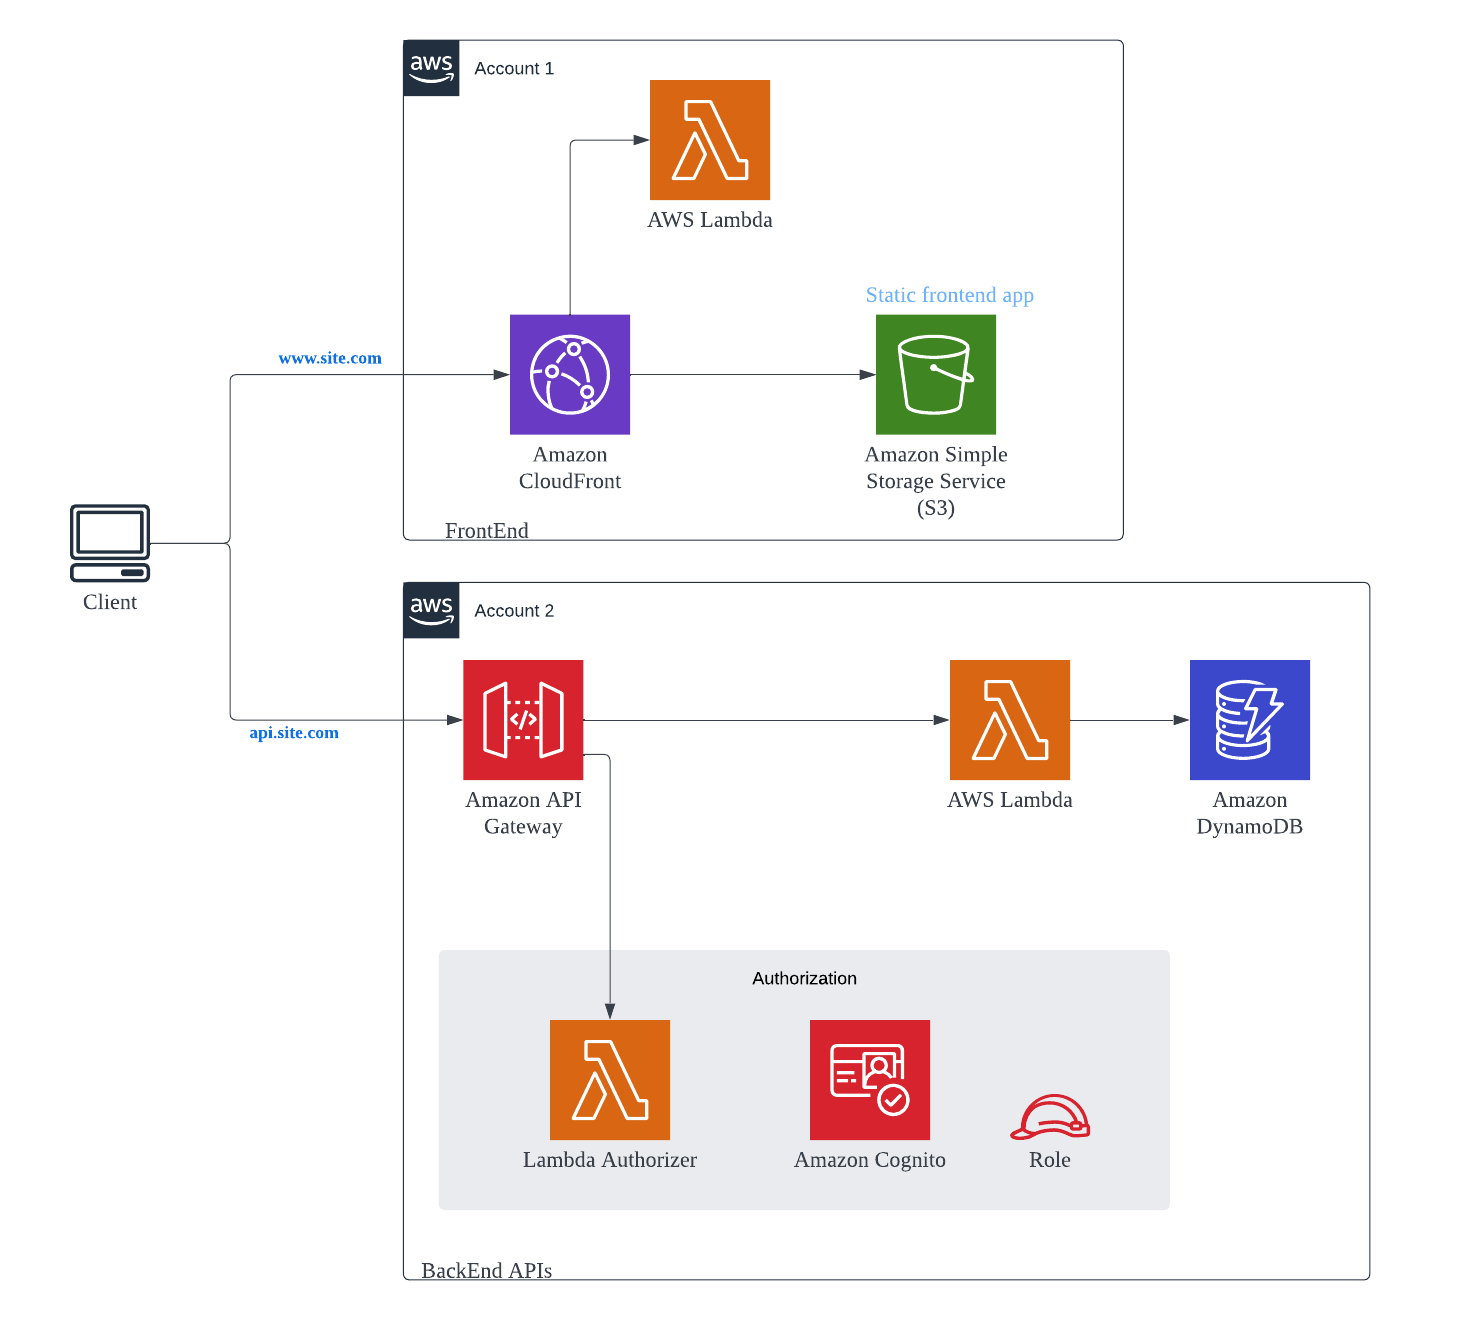 aws
Account 1
AWS Lambda
Static frontend app
www.site.com
Amazon
CloudFront
Amazon Simple
Storage Service
(S3)
FrontEnd
Client
aws
Account 2
api.site.com
</>
Amazon API
Gateway
AWS Lambda
Amazon
DynamoDB
Authorization
Lambda Authorizer
Amazon Cognito
Role
BackEnd APIs